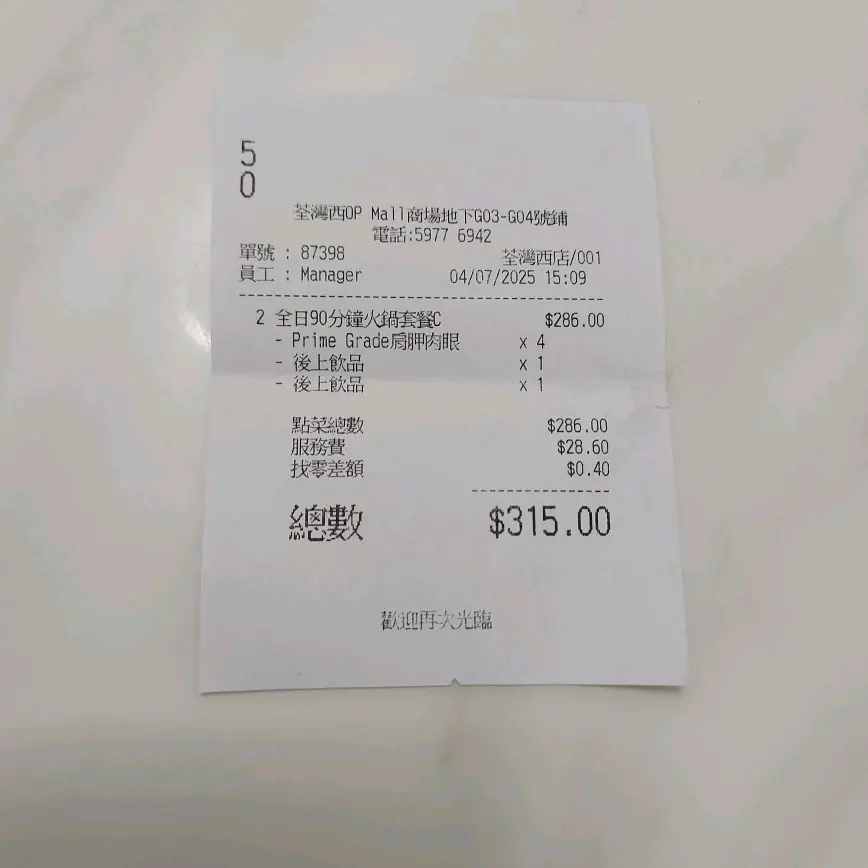 5
0
荃灣西OP Mall商場地下G03-G04號鋪
電話:5977 6942
單號 : 87398 荃灣西店/001
員工 : Manager 04/07/2025 15:09
2 全日90分鐘火鍋套餐C $286.00
- Prime Grade肩胛肉眼 x 4
- 後上飲品 x 1
- 後上飲品 x 1
點菜總數 $286.00
服務費 $28.60
找零差額 $0.40
總數 $315.00
歡迎再次光臨